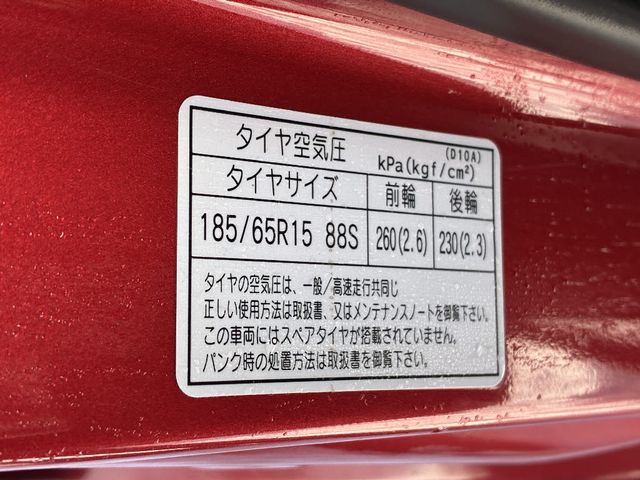 タイヤ空気圧 kPa(kgf/cm²) (D10A)
タイヤサイズ 前輪 後輪
185/65R15 88S 260(2.6) 230(2.3)
タイヤの空気圧は、一般/高速走行共同じ
正しい使用方法は取扱書、又はメンテナンスノートを御覧下さい。
この車両にはスペアタイヤが搭載されていません。
パンク時の処置方法は取扱書を御覧下さい。